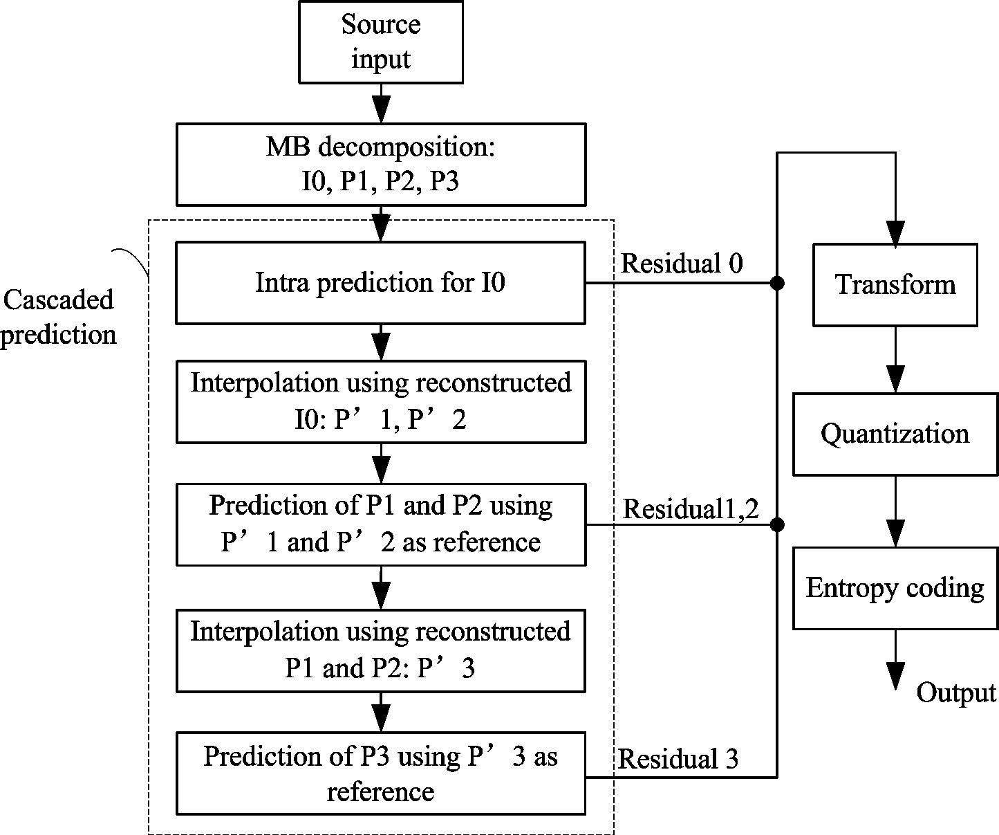 Source
input
MB decomposition:
I0, P1, P2, P3
Cascaded
prediction
Intra prediction for I0
Residual 0
Interpolation using reconstructed
I0: P’ 1, P’ 2
Prediction of P1 and P2 using
P’ 1 and P’ 2 as reference
Residual1,2
Interpolation using reconstructed
P1 and P2: P’ 3
Prediction of P3 using P’ 3 as
reference
Residual 3
Transform
Quantization
Entropy coding
Output